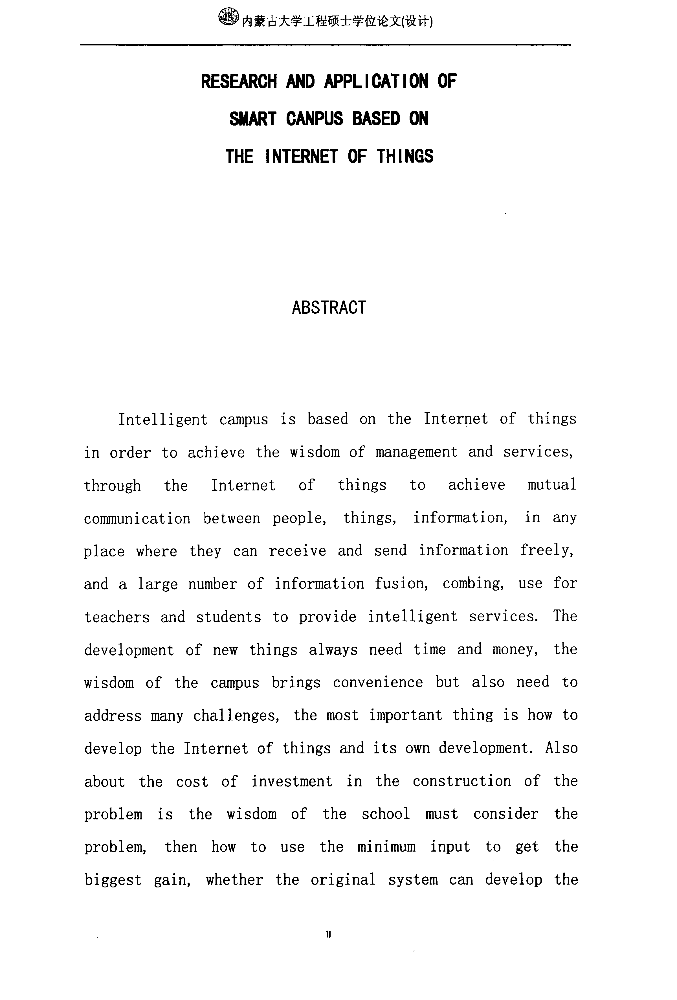 内蒙古大学工程硕士学位论文(设计)
RESEARCH AND APPLICATION OF
SMART CANPUS BASED ON
THE INTERNET OF THINGS
ABSTRACT
Intelligent campus is based on the Internet of things
in order to achieve the wisdom of management and services,
through the Internet of things to achieve mutual
communication between people, things, information, in any
place where they can receive and send information freely,
and a large number of information fusion, combing, use for
teachers and students to provide intelligent services. The
development of new things always need time and money, the
wisdom of the campus brings convenience but also need to
address many challenges, the most important thing is how to
develop the Internet of things and its own development. Also
about the cost of investment in the construction of the
problem is the wisdom of the school must consider the
problem, then how to use the minimum input to get the
biggest gain, whether the original system can develop the
II